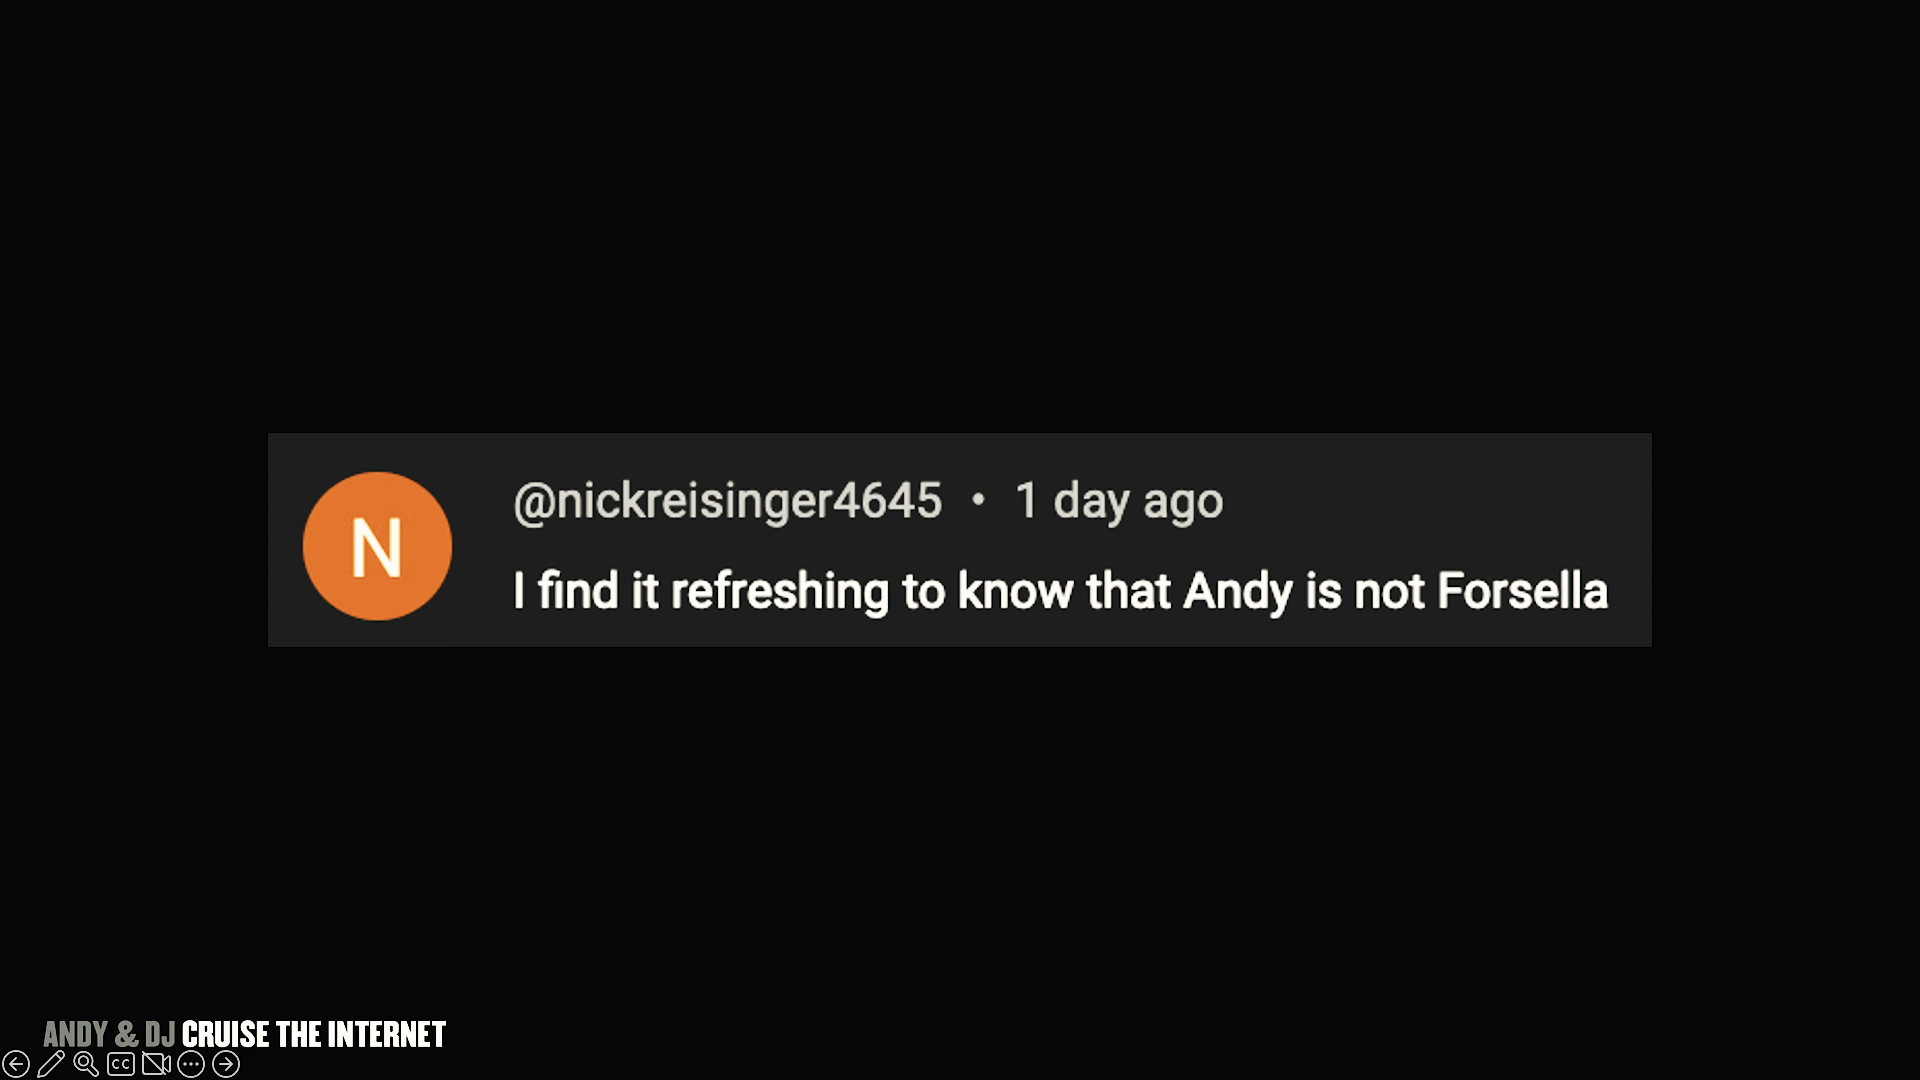 N
@nickreisinger4645 • 1 day ago
I find it refreshing to know that Andy is not Forsella
ANDY & DJ CRUISE THE INTERNET
CC